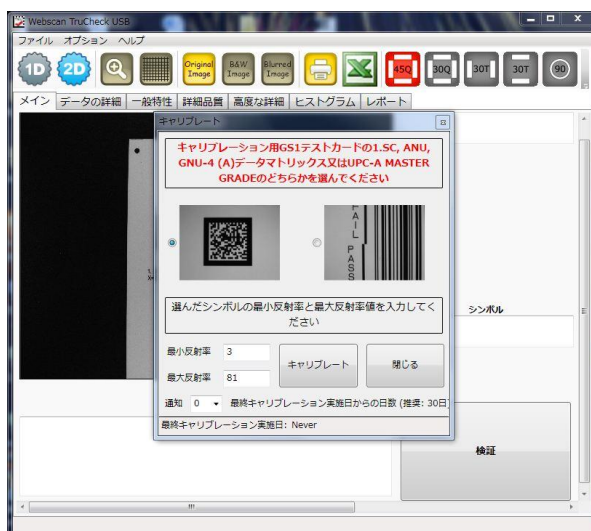 Webscan TruCheck USB
ファイル オプション ヘルプ
1D 2D Original Image B&W Image Blurred Image 45Q 30Q 30T 30T 90
メイン データの詳細 一般特性 詳細品質 高度な詳細 ヒストグラム レポート
キャリブレート
キャリブレーション用GS1テストカードの1.SC, ANU,
GNU-4 (A)データマトリックス又はUPC-A MASTER
GRADEのどちらかを選んでください
FAIL PASS
選んだシンボルの最小反射率と最大反射率値を入力してく
ださい
シンボル
最小反射率 3
キャリブレート 閉じる
最大反射率 81
通知 0 最終キャリブレーション実施日からの日数 (推奨: 30日)
最終キャリブレーション実施日: Never
検証